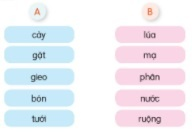 A B
cày lúa
gặt mạ
gieo phân
bón nước
tưới ruộng